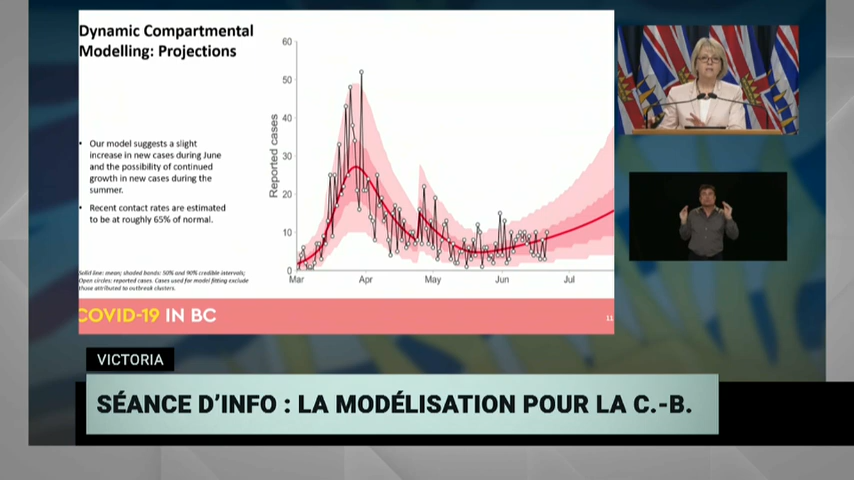 Dynamic Compartmental
Modelling: Projections
• Our model suggests a slight
increase in new cases during June
and the possibility of continued
growth in new cases during the
summer.
• Recent contact rates are estimated
to be at roughly 65% of normal.
Solid line: mean; shaded bands: 50% and 90% credible intervals;
Open circles: reported cases. Cases used for model fitting exclude
those attributed to outbreak clusters.
Reported cases
60
50
40
30
20
10
0
Mar Apr May Jun Jul
COVID-19 IN BC
11
VICTORIA
SÉANCE D'INFO : LA MODÉLISATION POUR LA C.-B.